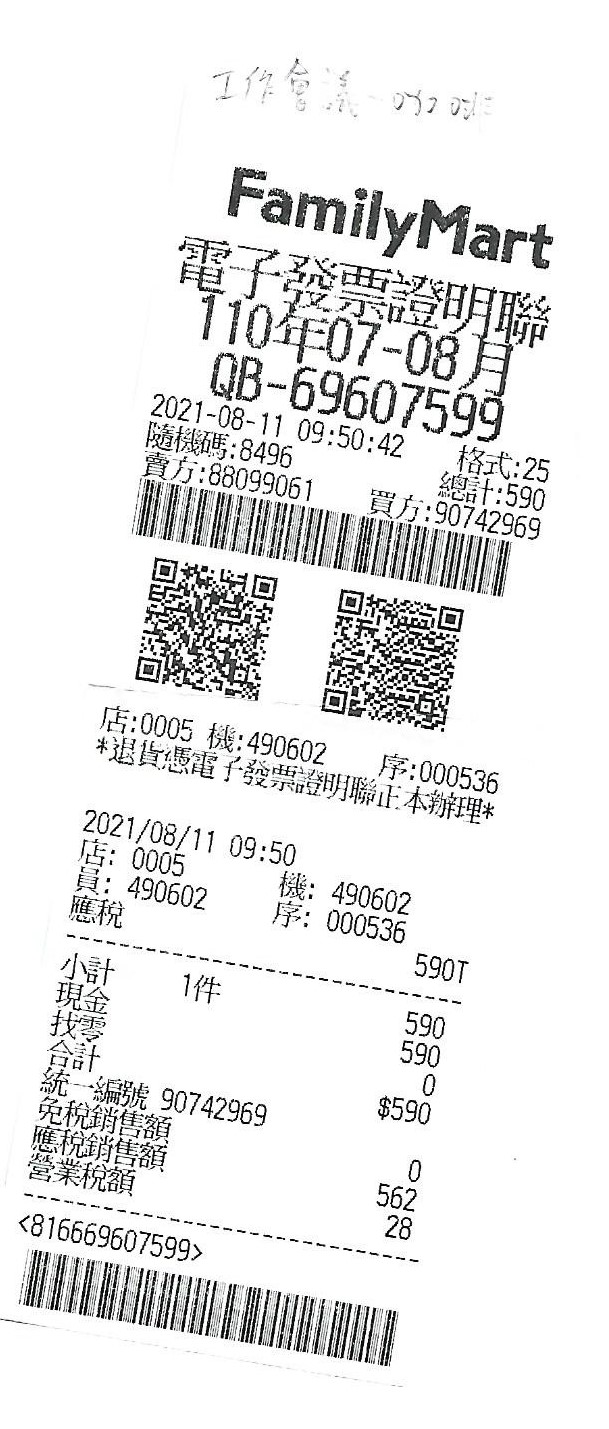 工作會議-咖啡
FamilyMart
電子發票證明聯
110年07-08月
QB-69607599
2021-08-11 09:50:42 格式:25
隨機碼:8496 總計:590
賣方:88099061 買方:90742969
店:0005 機:490602 序:000536
*退貨憑電子發票證明聯正本辦理*
2021/08/11 09:50
店: 0005 機: 490602
員: 490602 序: 000536
應稅 590T
小計 1件 590
現金 590
找零 0
合計 $590
統一編號 90742969
免稅銷售額 0
應稅銷售額 562
營業稅額 28
<816669607599>